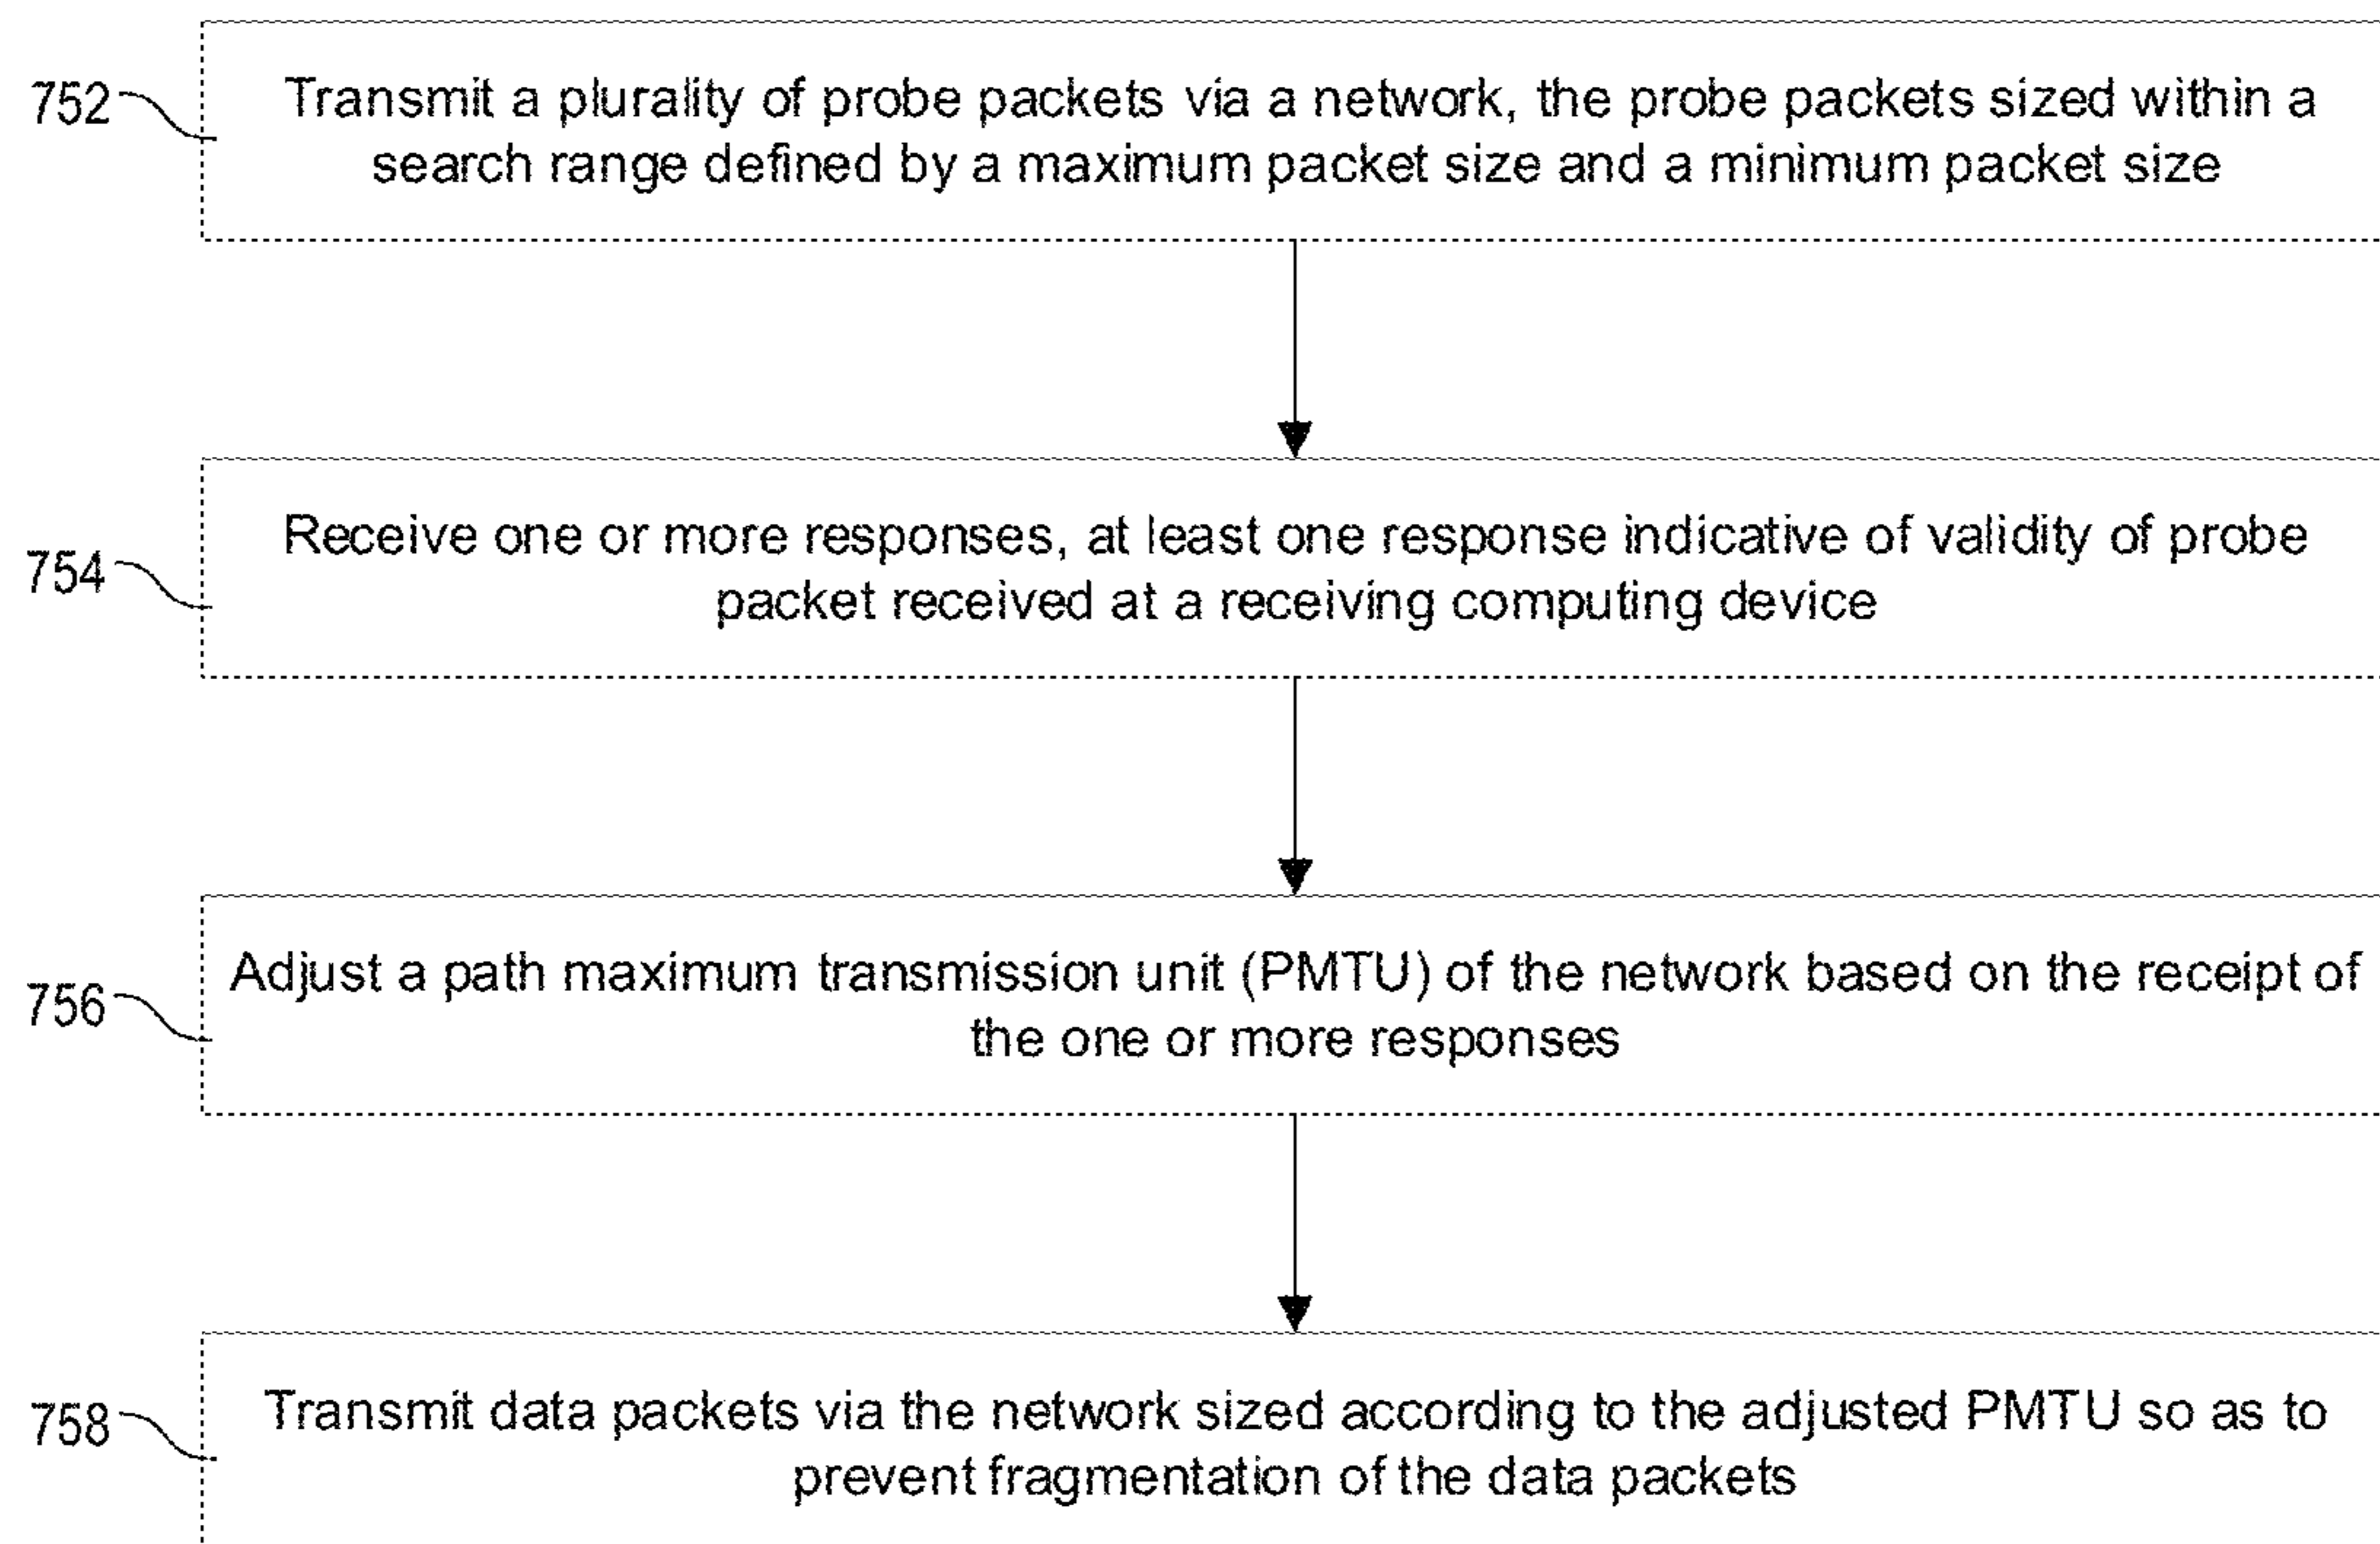 752
Transmit a plurality of probe packets via a network, the probe packets sized within a
search range defined by a maximum packet size and a minimum packet size
754
Receive one or more responses, at least one response indicative of validity of probe
packet received at a receiving computing device
756
Adjust a path maximum transmission unit (PMTU) of the network based on the receipt of
the one or more responses
758
Transmit data packets via the network sized according to the adjusted PMTU so as to
prevent fragmentation of the data packets